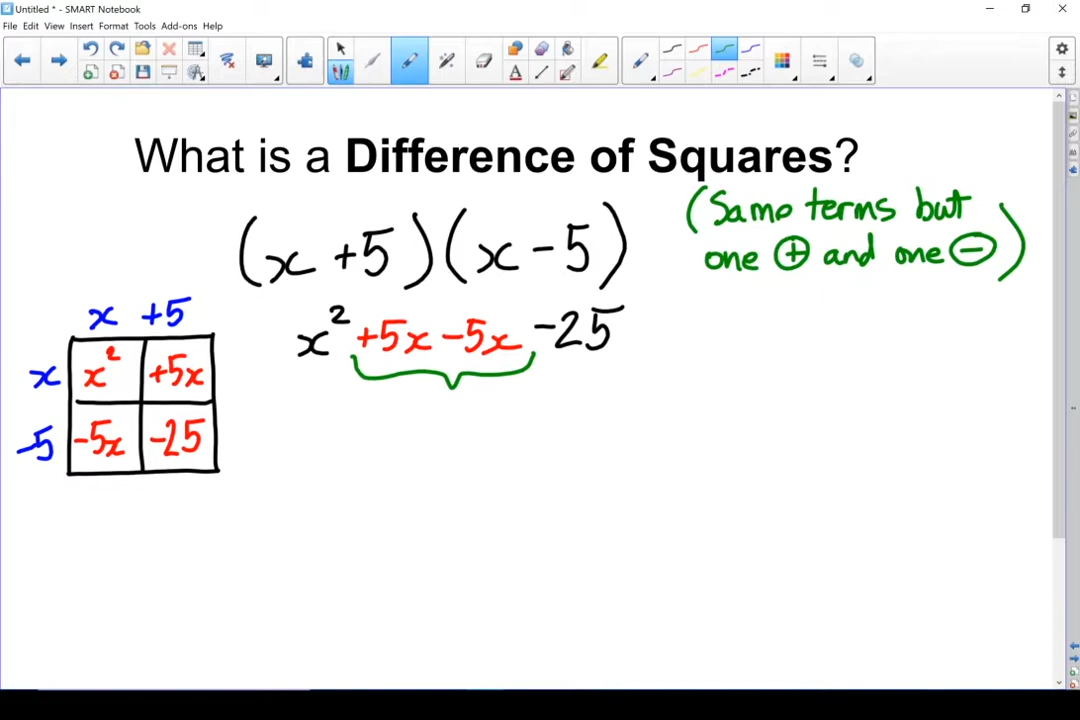 Untitled * - SMART Notebook
File Edit View Insert Format Tools Add-ons Help
What is a Difference of Squares?
(x +5)(x -5)
(Same terms but
one ⊕ and one ⊖)
x² +5x -5x -25
x +5
x x² +5x
-5 -5x -25